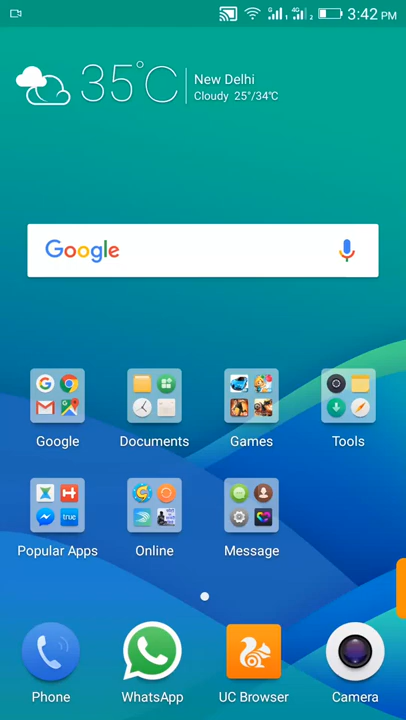 3:42 PM
35°C
New Delhi
Cloudy 25°/34°C
Google
Google Documents Games Tools
true
Popular Apps Online Message
Phone WhatsApp UC Browser Camera